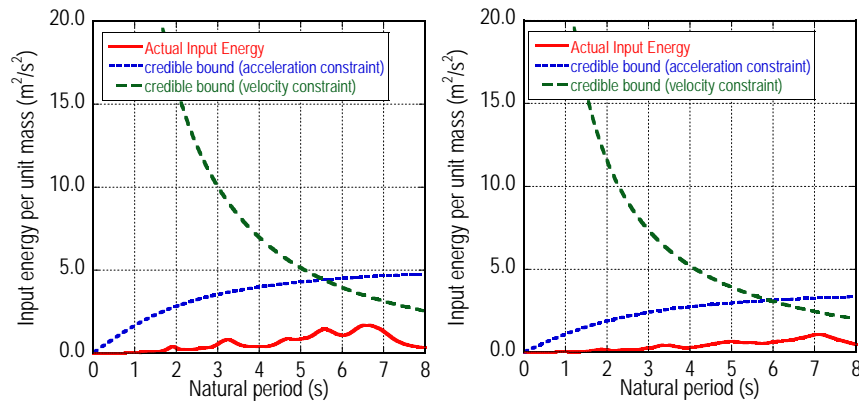 20.0
Actual Input Energy
credible bound (acceleration constraint)
credible bound (velocity constraint)
15.0
10.0
5.0
0.0
Input energy per unit mass (m²/s²)
0 1 2 3 4 5 6 7 8
Natural period (s)
20.0
Actual Input Energy
credible bound (acceleration constraint)
credible bound (velocity constraint)
15.0
10.0
5.0
0.0
Input energy per unit mass (m²/s²)
0 1 2 3 4 5 6 7 8
Natural period (s)